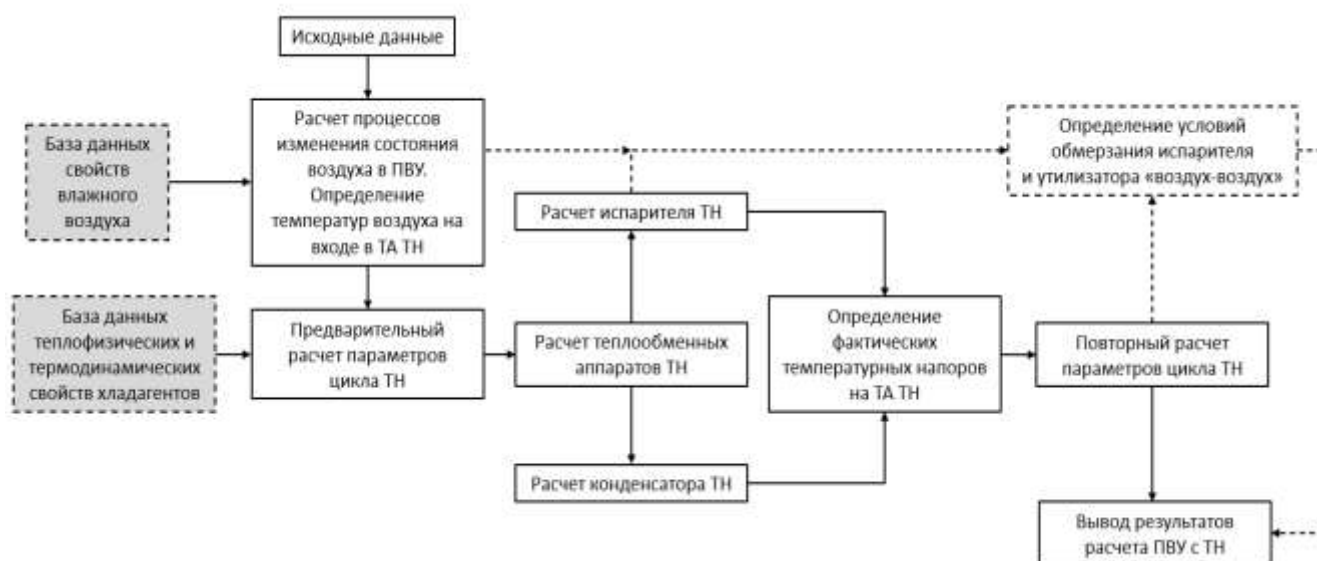 Исходные данные
База данных
свойств
влажного
воздуха
Расчет процессов
изменения состояния
воздуха в ПВУ.
Определение
температур воздуха на
входе в ТА ТН
Определение условий
обмерзания испарителя
и утилизатора «воздух-воздух»
Расчет испарителя ТН
База данных
теплофизических и
термодинамических
свойств хладагентов
Предварительный
расчет параметров
цикла ТН
Расчет теплообменных
аппаратов ТН
Определение
фактических
температурных напоров
на ТА ТН
Повторный расчет
параметров цикла ТН
Расчет конденсатора ТН
Вывод результатов
расчета ПВУ с ТН